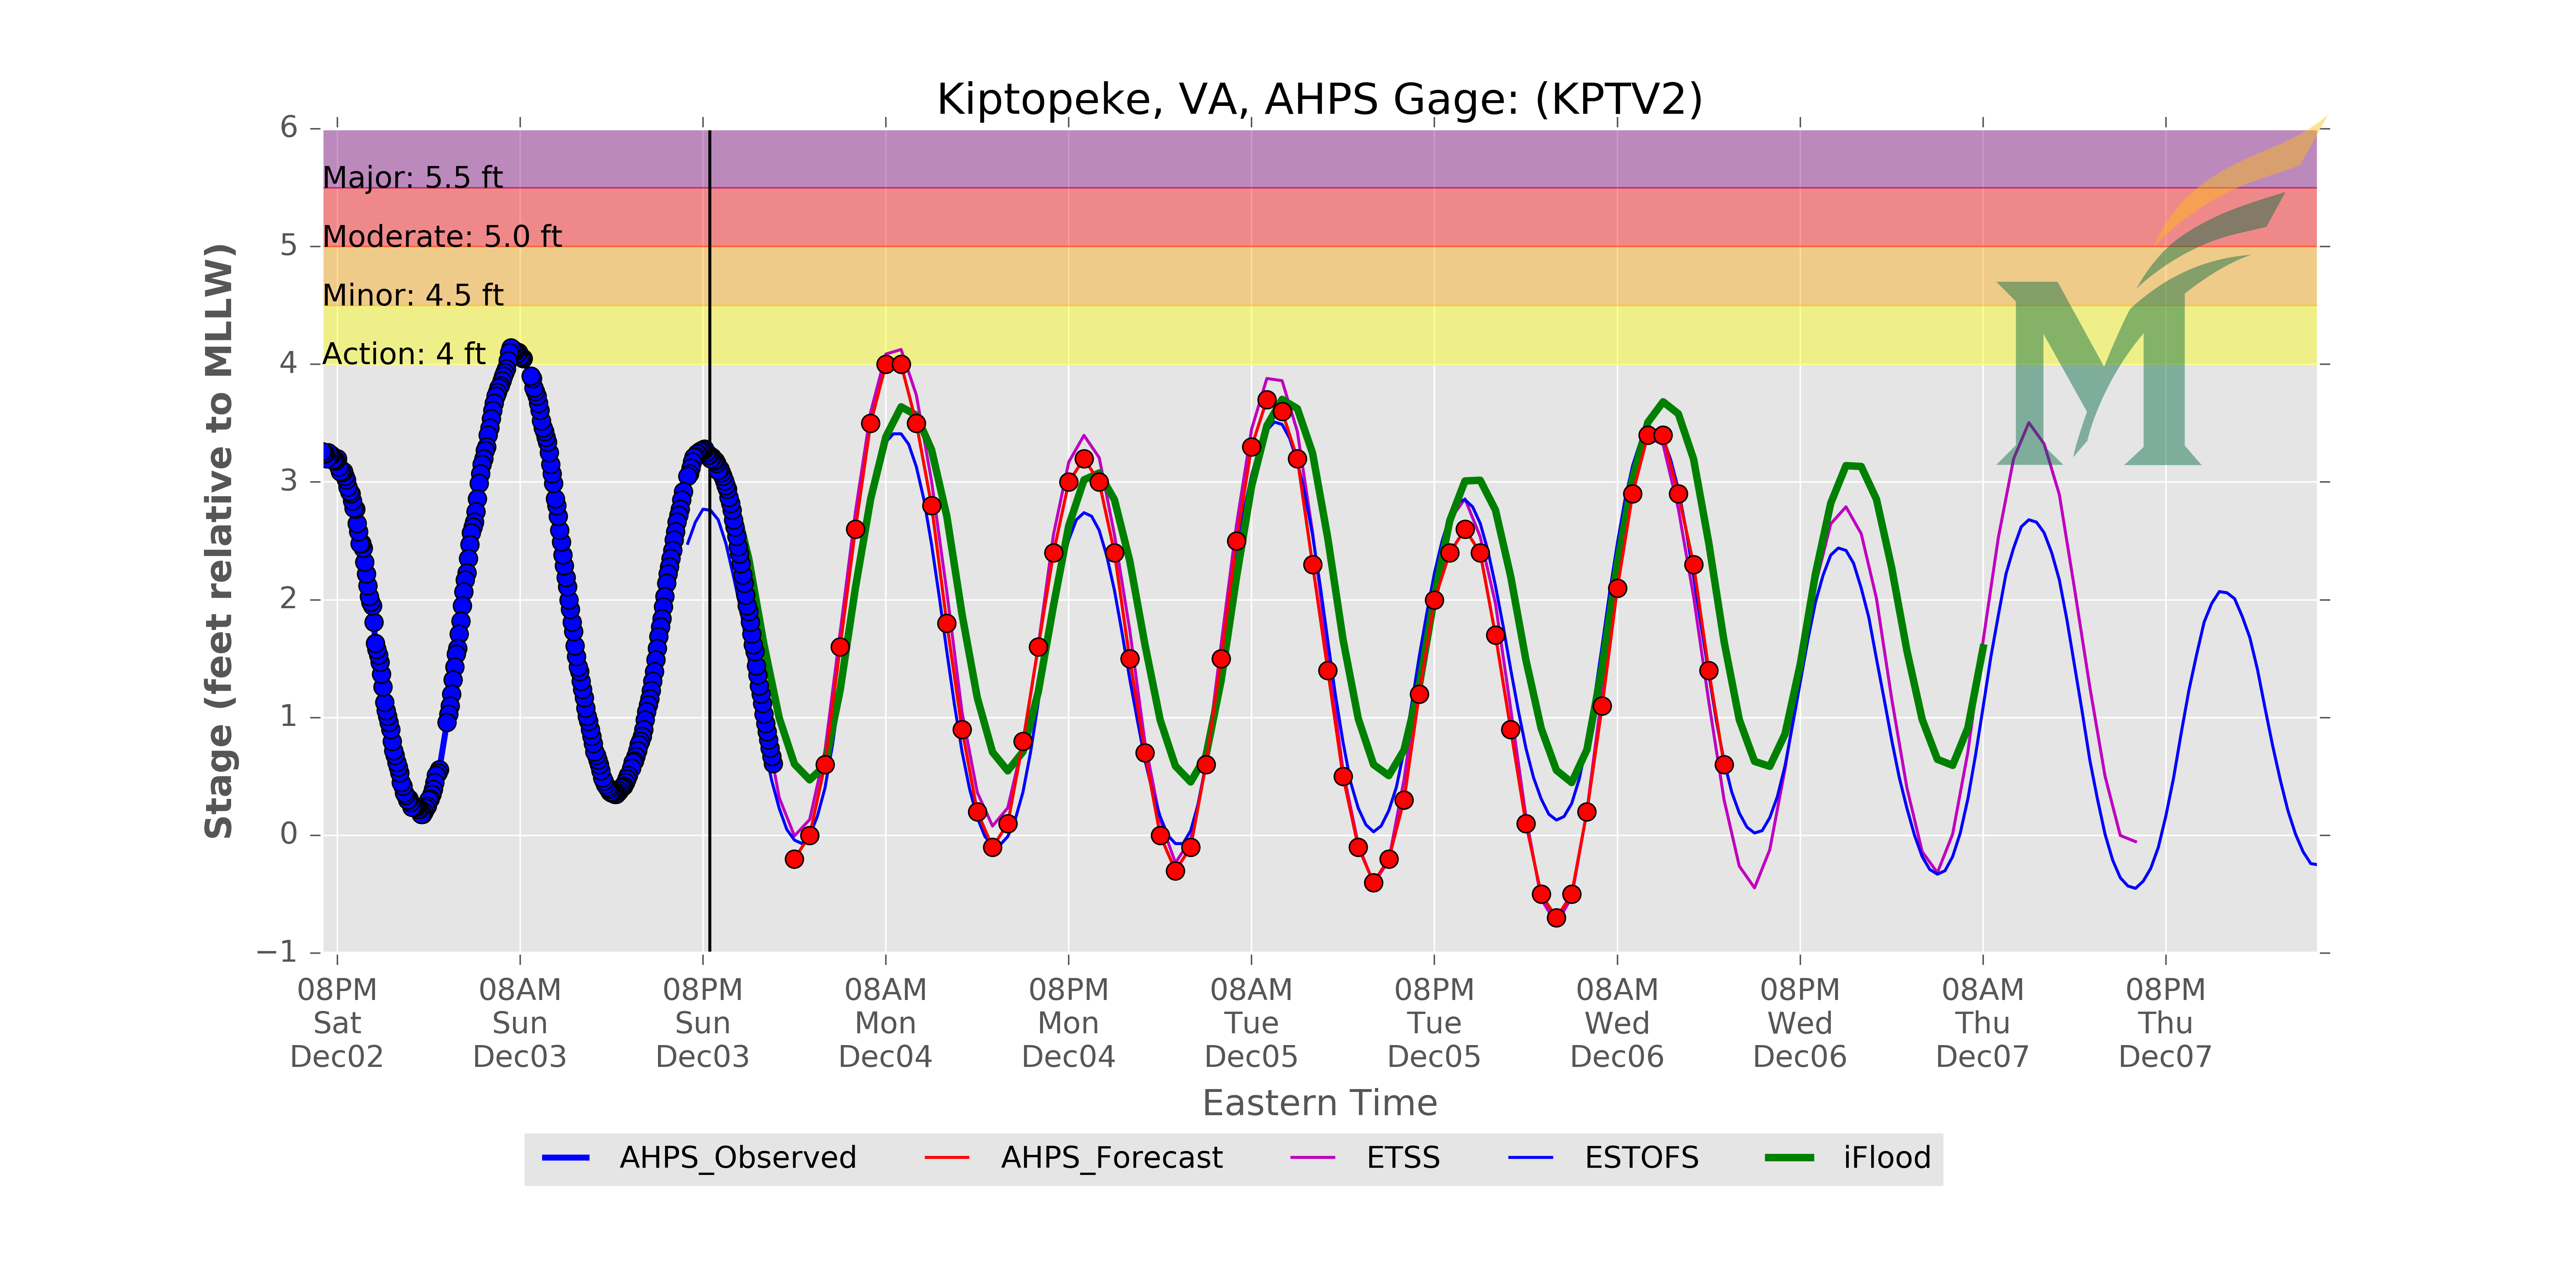 Kiptopeke, VA, AHPS Gage: (KPTV2)
6
5
4
3
2
1
0
−1
Stage (feet relative to MLLW)
Major: 5.5 ft
Moderate: 5.0 ft
Minor: 4.5 ft
Action: 4 ft
M
08PM 08AM 08PM 08AM 08PM 08AM 08PM 08AM 08PM 08AM 08PM
Sat Sun Sun Mon Mon Tue Tue Wed Wed Thu Thu
Dec02 Dec03 Dec03 Dec04 Dec04 Dec05 Dec05 Dec06 Dec06 Dec07 Dec07
Eastern Time
AHPS_Observed AHPS_Forecast ETSS ESTOFS iFlood